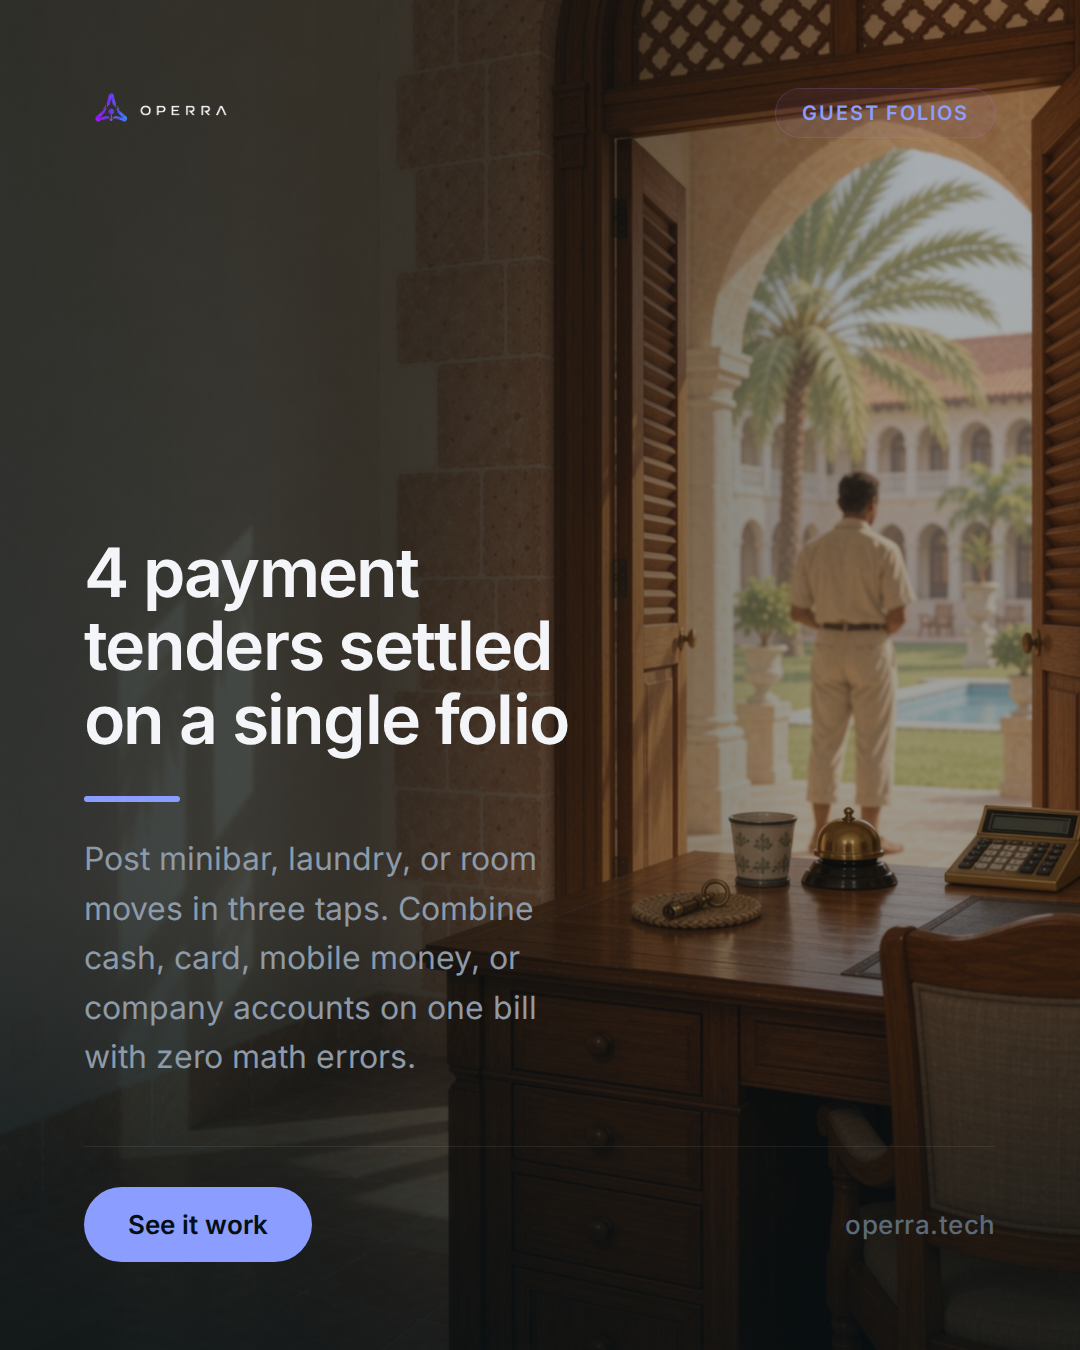 OPERRA
GUEST FOLIOS
4 payment
tenders settled
on a single folio
Post minibar, laundry, or room
moves in three taps. Combine
cash, card, mobile money, or
company accounts on one bill
with zero math errors.
See it work
operra.tech